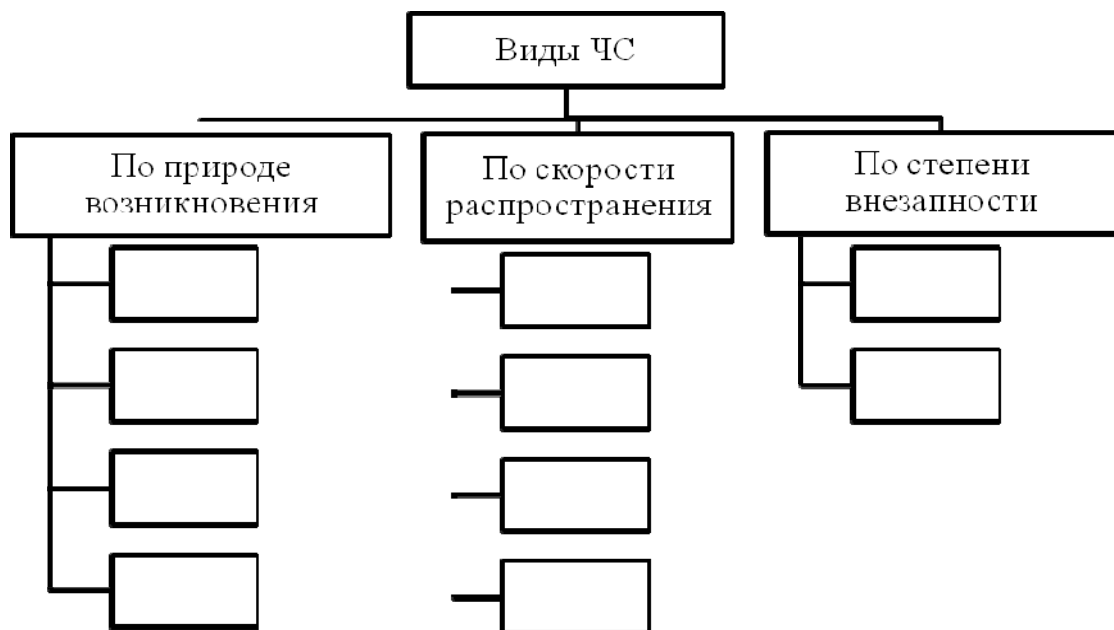 Виды ЧС
По природе
возникновения
По скорости
распространения
По степени
внезапности